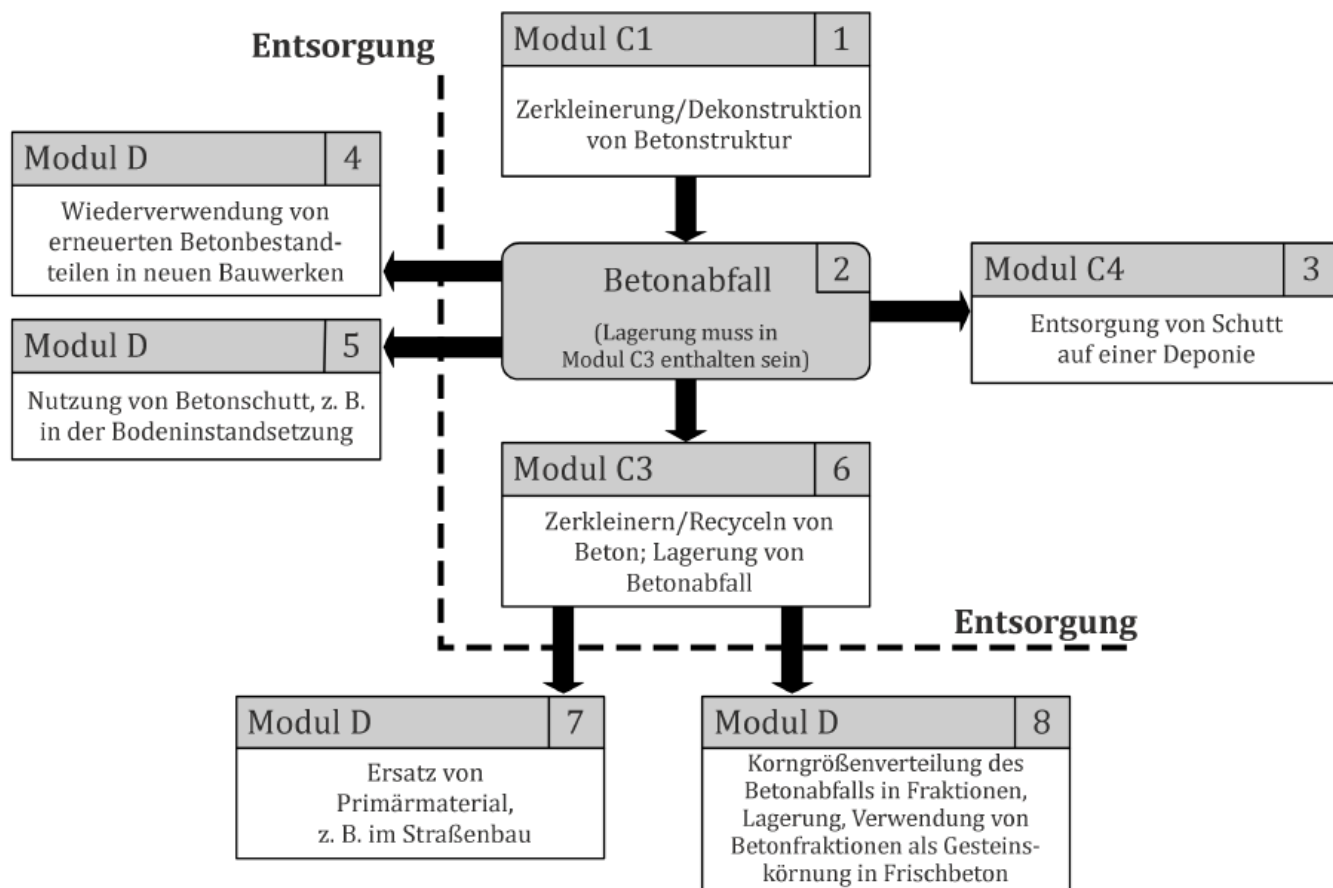 Entsorgung
Modul C1 1
Zerkleinerung/Dekonstruktion
von Betonstruktur
Modul D 4
Wiederverwendung von
erneuerten Betonbestand-
teilen in neuen Bauwerken
Betonabfall 2
(Lagerung muss in
Modul C3 enthalten sein)
Modul C4 3
Entsorgung von Schutt
auf einer Deponie
Modul D 5
Nutzung von Betonschutt, z. B.
in der Bodeninstandsetzung
Modul C3 6
Zerkleinern/Recyceln von
Beton; Lagerung von
Betonabfall
Entsorgung
Modul D 7
Ersatz von
Primärmaterial,
z. B. im Straßenbau
Modul D 8
Korngrößenverteilung des
Betonabfalls in Fraktionen,
Lagerung, Verwendung von
Betonfraktionen als Gesteins-
körnung in Frischbeton